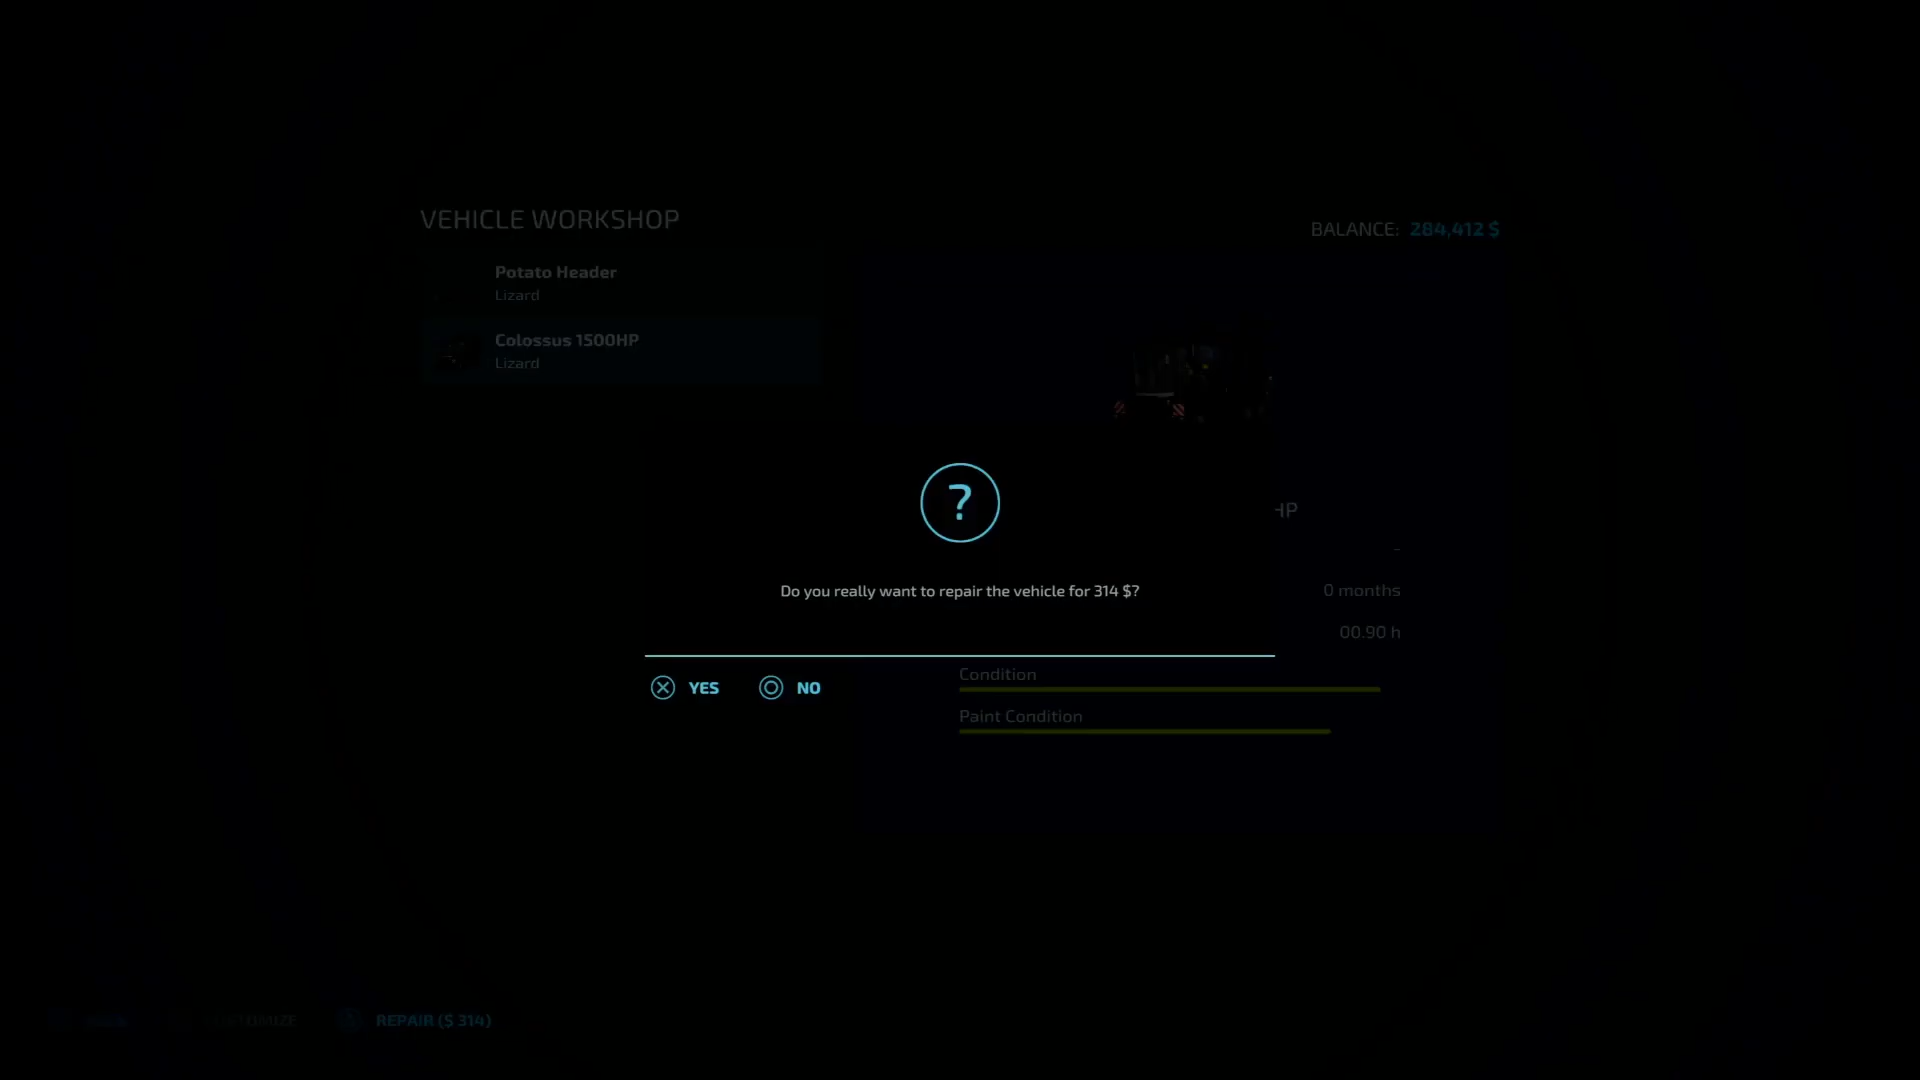 VEHICLE WORKSHOP
BALANCE: 284,412 $
Potato Header
Lizard
Colossus 1500HP
Lizard
?
HP
Do you really want to repair the vehicle for 314 $?
-
0 months
00.90 h
YES NO
Condition
Paint Condition
CUSTOMIZE REPAIR ($ 314)